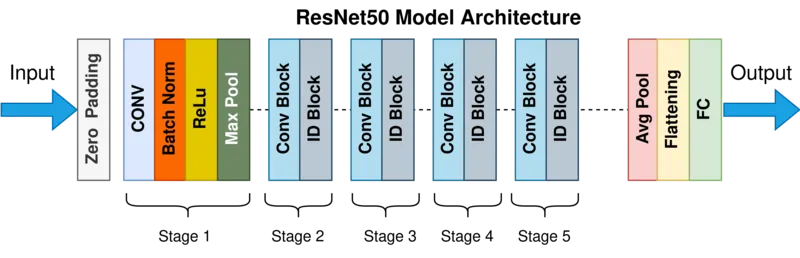 ResNet50 Model Architecture
Input
Zero Padding
CONV
Batch Norm
ReLu
Max Pool
Conv Block
ID Block
Conv Block
ID Block
Conv Block
ID Block
Conv Block
ID Block
Avg Pool
Flattening
FC
Output
Stage 1
Stage 2
Stage 3
Stage 4
Stage 5